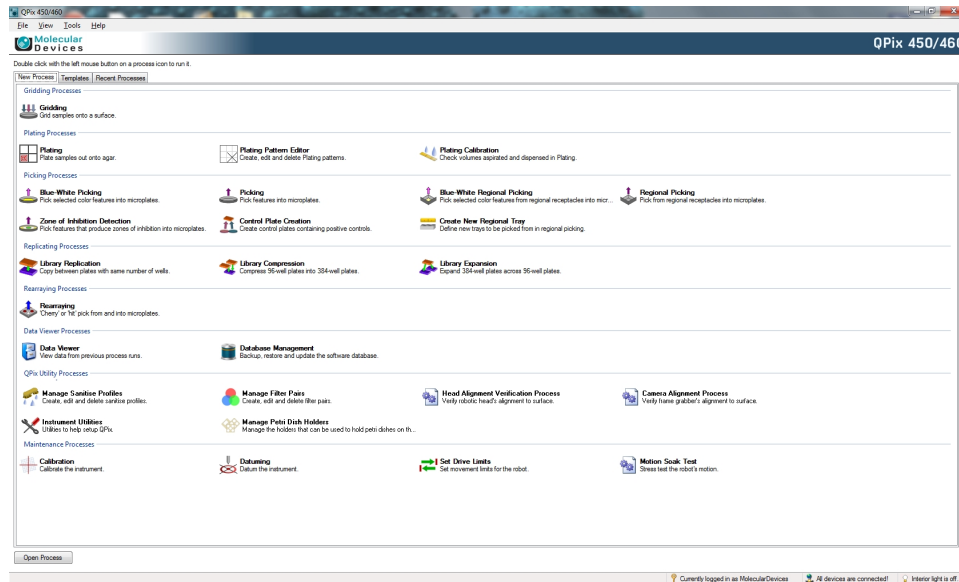 QPix 450/460
File View Tools Help
Molecular
Devices
QPix 450/460
Double click with the left mouse button on a process icon to run it.
New Process Templates Recent Processes
Gridding Processes
Gridding
Grid samples onto a surface.
Plating Processes
Plating
Plate samples out onto agar.
Plating Pattern Editor
Create, edit and delete Plating patterns.
Plating Calibration
Check volumes aspirated and dispensed in Plating.
Picking Processes
Blue-White Picking
Pick selected color features into microplates.
Picking
Pick features into microplates.
Blue-White Regional Picking
Pick selected color features from regional receptacles into micr...
Regional Picking
Pick from regional receptacles into microplates.
Zone of Inhibition Detection
Pick features that produce zones of inhibition into microplates.
Control Plate Creation
Create control plates containing positive controls.
Create New Regional Tray
Define new trays to be picked from in regional picking.
Replicating Processes
Library Replication
Copy between plates with same number of wells.
Library Compression
Compress 96-well plates into 384-well plates.
Library Expansion
Expand 384-well plates across 96-well plates.
Rearraying Processes
Rearraying
'Cherry' or 'hit' pick from and into microplates.
Data Viewer Processes
Data Viewer
View data from previous process runs.
Database Management
Backup, restore and update the software database.
QPix Utility Processes
Manage Sanitise Profiles
Create, edit and delete sanitise profiles.
Manage Filter Pairs
Create, edit and delete filter pairs.
Head Alignment Verification Process
Verify robotic head's alignment to surface.
Camera Alignment Process
Verify frame grabber's alignment to surface.
Instrument Utilities
Utilities to help setup QPix.
Manage Petri Dish Holders
Manage the holders that can be used to hold petri dishes on th...
Maintenance Processes
Calibration
Calibrate the instrument.
Datuming
Datum the instrument.
Set Drive Limits
Set movement limits for the robot.
Motion Soak Test
Stress test the robot's motion.
Open Process
Currently logged in as MolecularDevices All devices are connected! Interior light is off